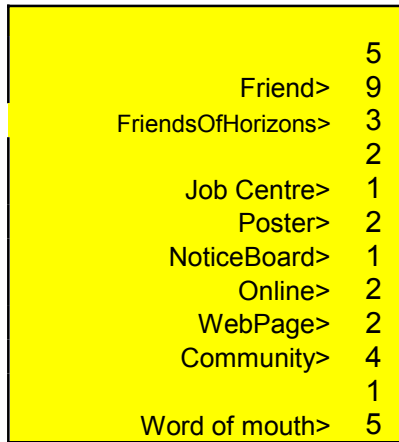 5
Friend> 9
FriendsOfHorizons> 3
2
Job Centre> 1
Poster> 2
NoticeBoard> 1
Online> 2
WebPage> 2
Community> 4
1
Word of mouth> 5